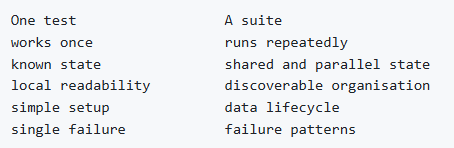 One test A suite
works once runs repeatedly
known state shared and parallel state
local readability discoverable organisation
simple setup data lifecycle
single failure failure patterns